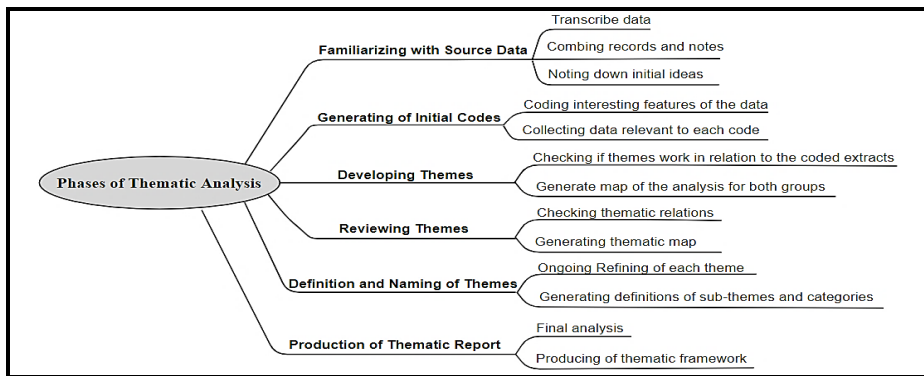 Phases of Thematic Analysis
Familiarizing with Source Data
Transcribe data
Combing records and notes
Noting down initial ideas
Generating of Initial Codes
Coding interesting features of the data
Collecting data relevant to each code
Developing Themes
Checking if themes work in relation to the coded extracts
Generate map of the analysis for both groups
Reviewing Themes
Checking thematic relations
Generating thematic map
Definition and Naming of Themes
Ongoing Refining of each theme
Generating definitions of sub-themes and categories
Production of Thematic Report
Final analysis
Producing of thematic framework